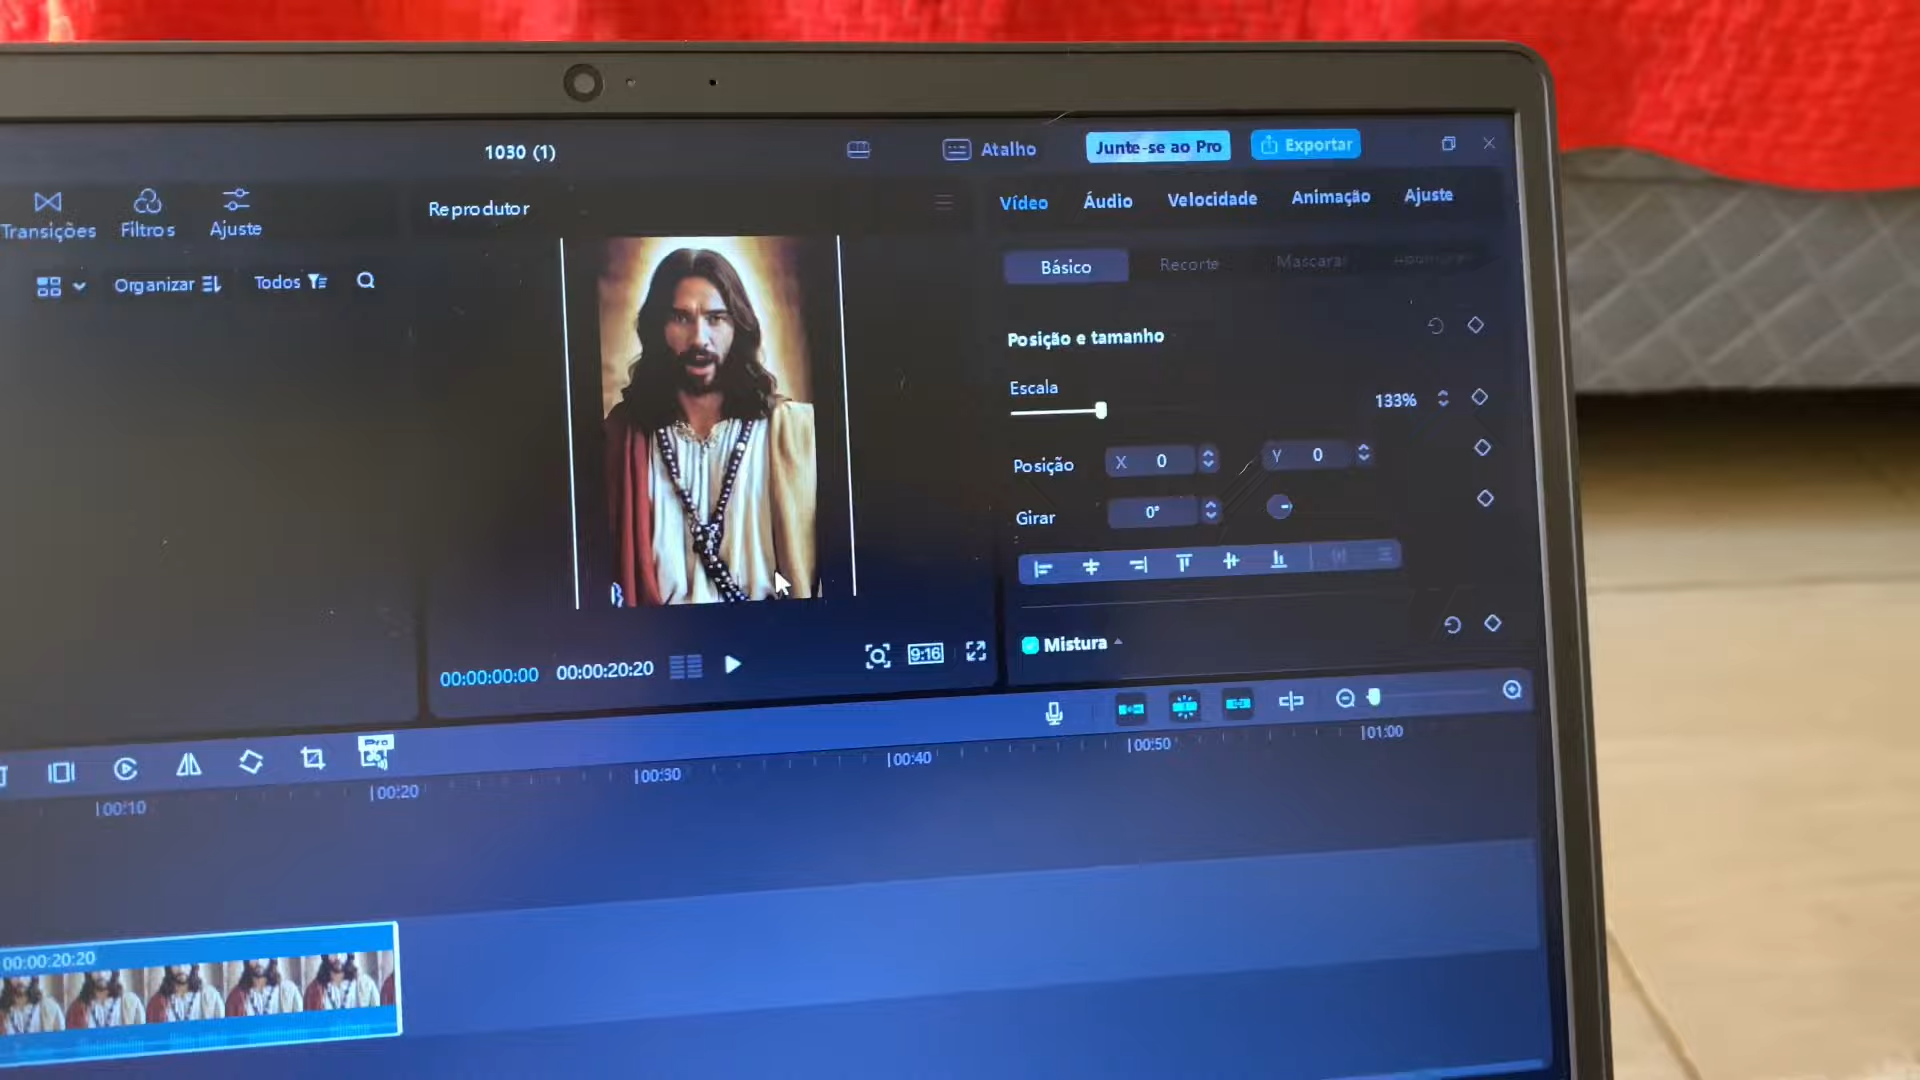 1030 (1)
Atalho
Junte-se ao Pro
Exportar
Transições
Filtros
Ajuste
Reprodutor
Vídeo
Áudio
Velocidade
Animação
Ajuste
Organizar
Todos
Básico
Recorte
Mascarar
Posição e tamanho
Escala
133%
Posição
X 0
Y 0
Girar
0°
Mistura
00:00:00:00
00:00:20:20
9:16
Pro
00:10
00:20
00:30
00:40
00:50
01:00
00:00:20:20